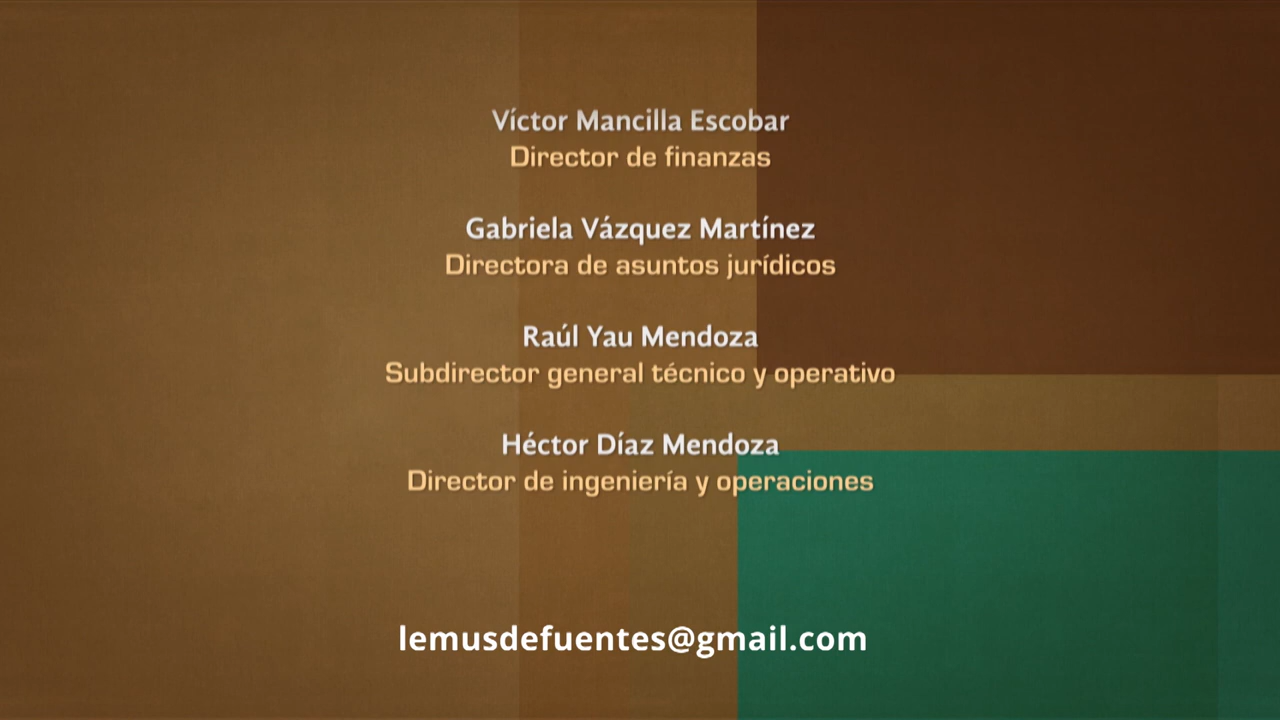 Víctor Mancilla Escobar
Director de finanzas
Gabriela Vázquez Martínez
Directora de asuntos jurídicos
Raúl Yau Mendoza
Subdirector general técnico y operativo
Héctor Díaz Mendoza
Director de ingeniería y operaciones
lemusdefuentes@gmail.com